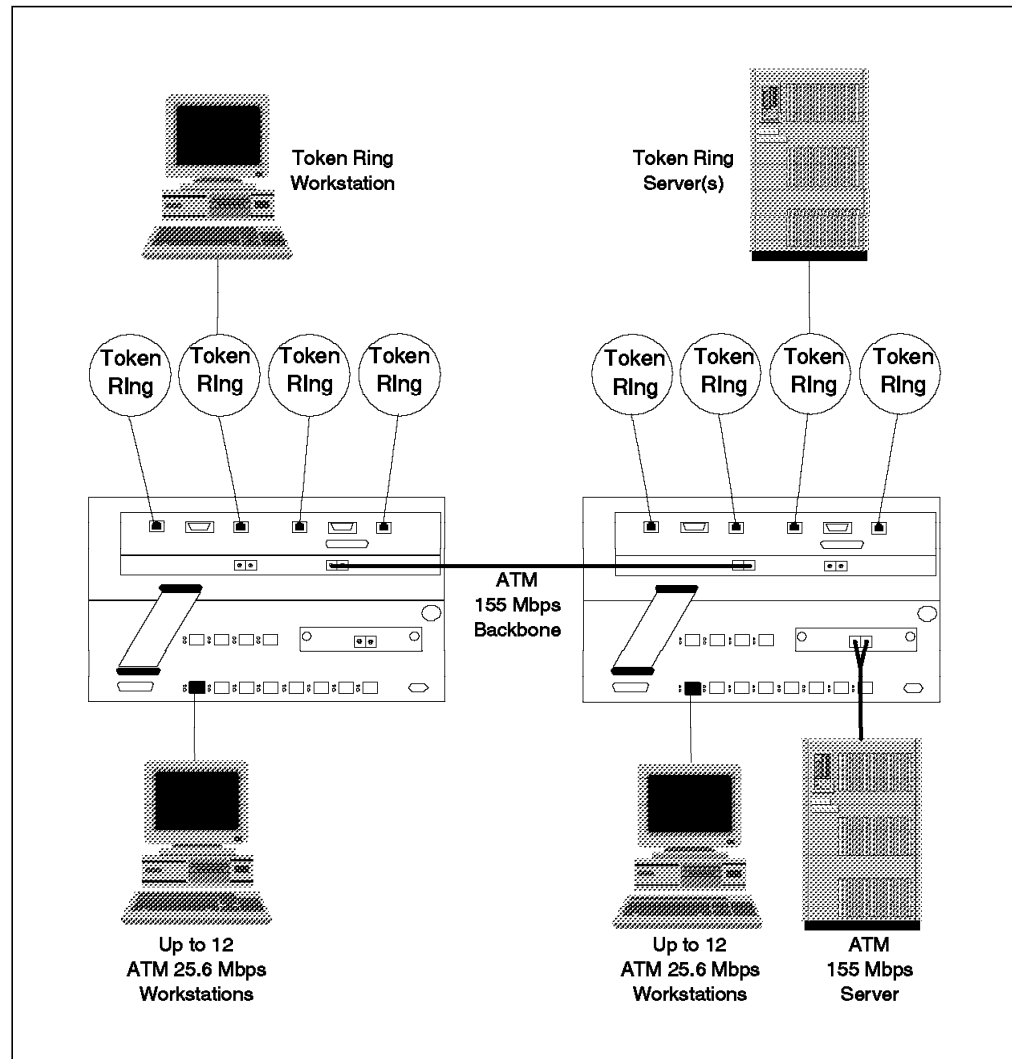 Token Ring
Workstation
Token Ring
Server(s)
Token
RIng
Token
RIng
Token
RIng
Token
RIng
Token
RIng
Token
RIng
Token
RIng
Token
RIng
ATM
155 Mbps
Backbone
Up to 12
ATM 25.6 Mbps
Workstations
Up to 12
ATM 25.6 Mbps
Workstations
ATM
155 Mbps
Server